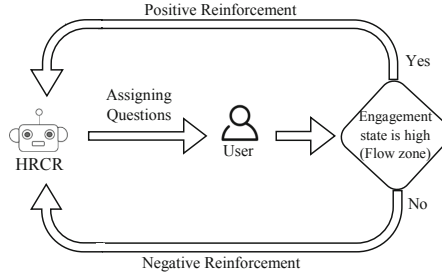 Positive Reinforcement
Yes
Assigning
Questions
Engagement
state is high
(Flow zone)
HRCR
User
No
Negative Reinforcement